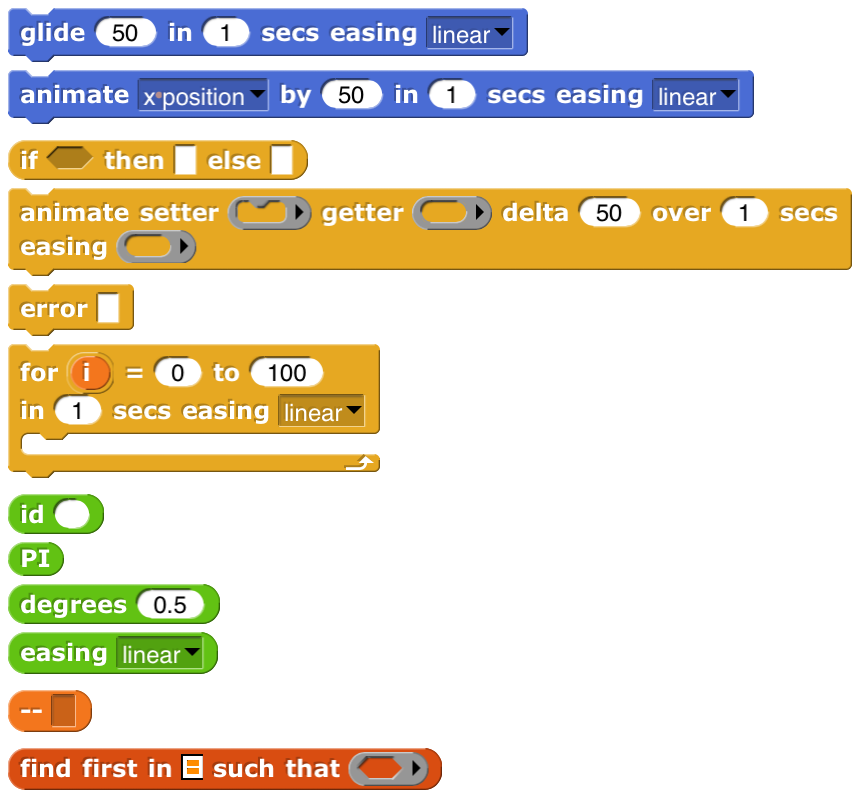 glide 50 in 1 secs easing linear
animate x position by 50 in 1 secs easing linear
if then else
animate setter getter delta 50 over 1 secs
easing
error
for i = 0 to 100
in 1 secs easing linear
id
PI
degrees 0.5
easing linear
--
find first in such that